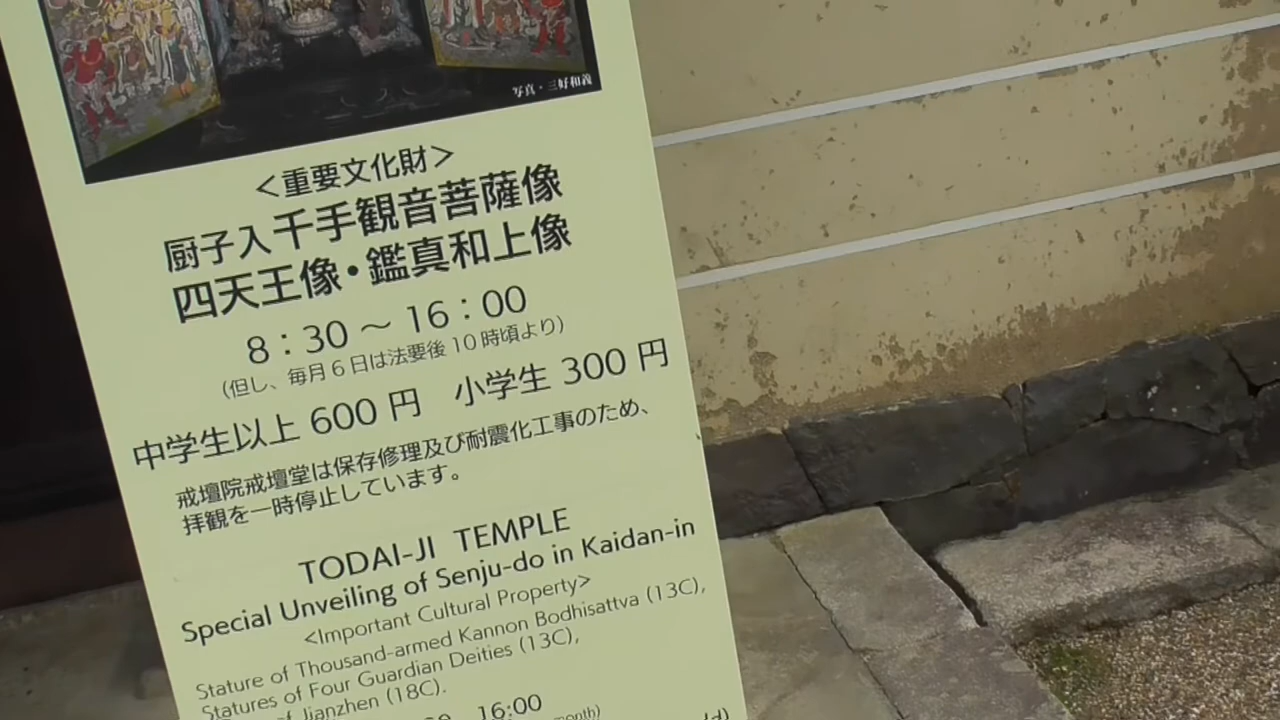 写真・三好和義
＜重要文化財＞
厨子入千手観音菩薩像
四天王像・鑑真和上像
8：30 ～ 16：00
(但し、毎月6日は法要後10時頃より)
中学生以上 600 円 小学生 300 円
戒壇院戒壇堂は保存修理及び耐震化工事のため、
拝観を一時停止しています。
TODAI-JI TEMPLE
Special Unveiling of Senju-do in Kaidan-in
<Important Cultural Property>
Statue of Thousand-armed Kannon Bodhisattva (13C),
Statues of Four Guardian Deities (13C),
of Jianzhen (18C).
16:00
month)